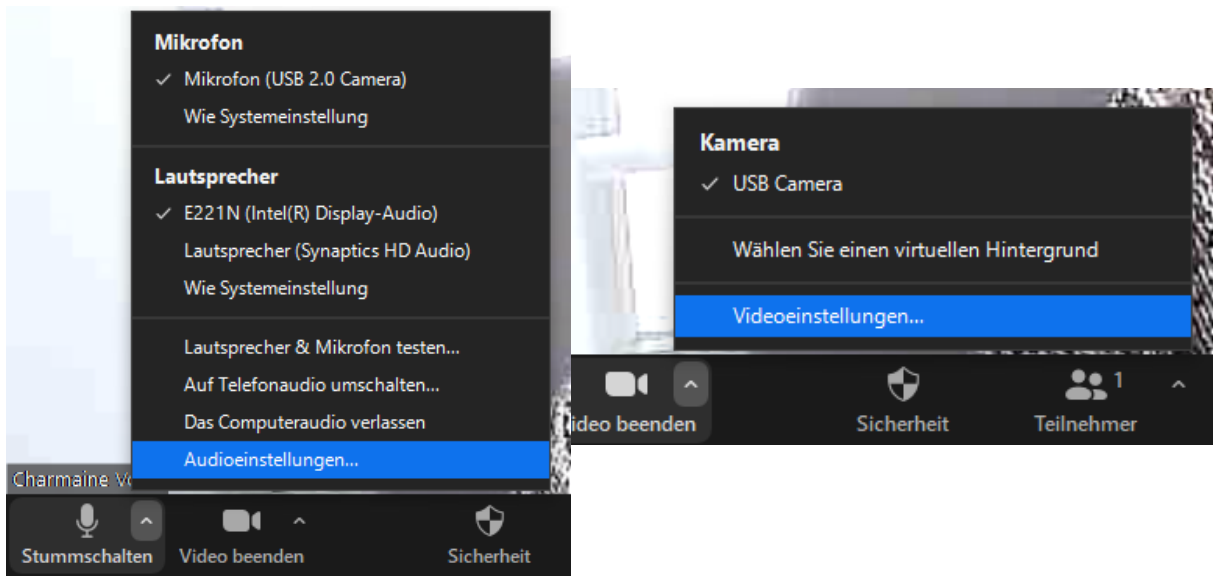 Mikrofon
Mikrofon (USB 2.0 Camera)
Wie Systemeinstellung
Lautsprecher
E221N (Intel(R) Display-Audio)
Lautsprecher (Synaptics HD Audio)
Wie Systemeinstellung
Lautsprecher & Mikrofon testen...
Auf Telefonaudio umschalten...
Das Computeraudio verlassen
Audioeinstellungen...
Charmaine
Stummschalten
Video beenden
Sicherheit
Kamera
USB Camera
Wählen Sie einen virtuellen Hintergrund
Videoeinstellungen...
ideo beenden
Sicherheit
1
Teilnehmer